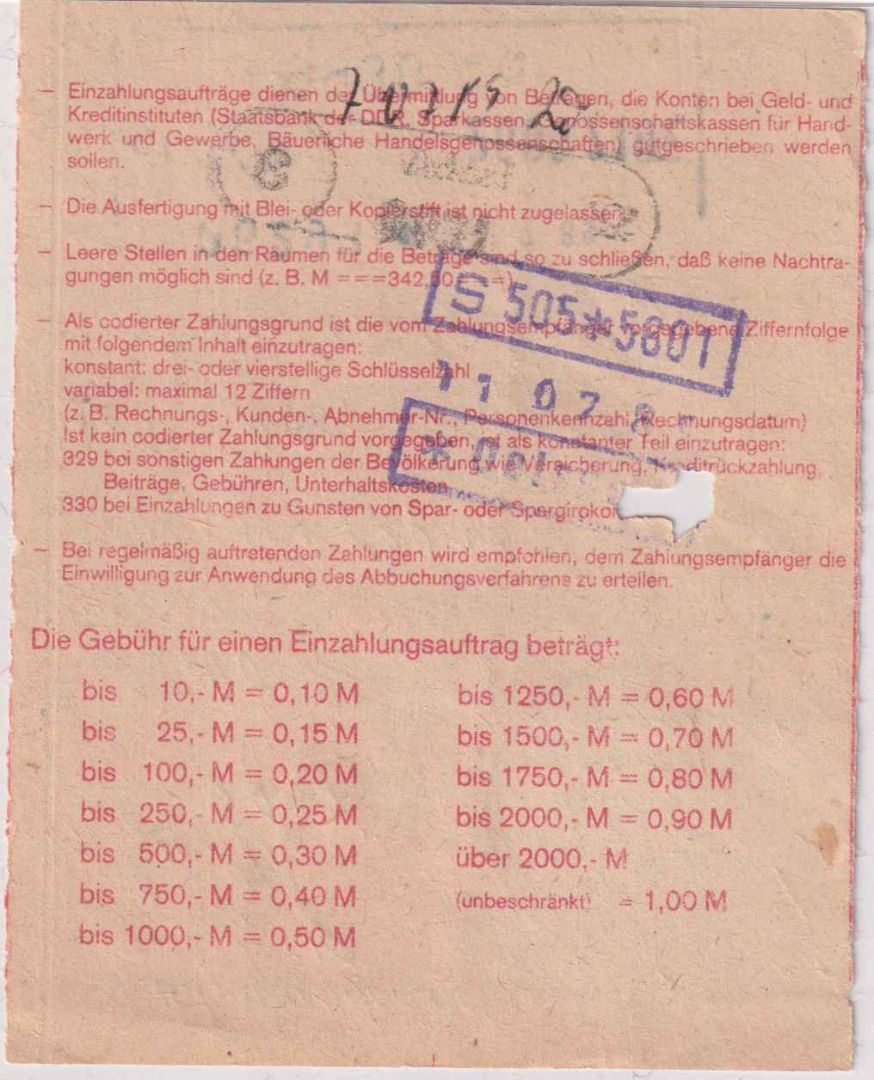 7 07 15 20
– Einzahlungsaufträge dienen der Übermittlung von Beträgen, die Konten bei Geld- und
Kreditinstituten (Staatsbank der DDR, Sparkassen, Genossenschaftskassen für Hand-
werk und Gewerbe, Bäuerliche Handelsgenossenschaften) gutgeschrieben werden
sollen.
– Die Ausfertigung mit Blei- oder Kopierstift ist nicht zugelassen.
– Leere Stellen in den Räumen für die Beträge sind so zu schließen, daß keine Nachtra-
gungen möglich sind (z. B. M ===342,50
S 505*5801
– Als codierter Zahlungsgrund ist die vom Zahlungsempfänger vorgegebene Ziffernfolge
mit folgendem Inhalt einzutragen:
konstant: drei- oder vierstellige Schlüsselzahl
11 07
variabel: maximal 12 Ziffern
(z. B. Rechnungs-, Kunden-, Abnehmer-Nr., Personenkennzahl, Rechnungsdatum)
Ist kein codierter Zahlungsgrund vorgegeben, ist als konstanter Teil einzutragen:
329 bei sonstigen Zahlungen der Bevölkerung wie Versicherung, Kreditrückzahlung,
Beiträge, Gebühren, Unterhaltskosten
330 bei Einzahlungen zu Gunsten von Spar- oder
– Bei regelmäßig auftretenden Zahlungen wird empfohlen, dem Zahlungsempfänger die
Einwilligung zur Anwendung des Abbuchungsverfahrens zu erteilen.
Die Gebühr für einen Einzahlungsauftrag beträgt:
bis 10,- M = 0,10 M
bis 25,- M = 0,15 M
bis 100,- M = 0,20 M
bis 250,- M = 0,25 M
bis 500,- M = 0,30 M
bis 750,- M = 0,40 M
bis 1000,- M = 0,50 M
bis 1250,- M = 0,60 M
bis 1500,- M = 0,70 M
bis 1750,- M = 0,80 M
bis 2000,- M = 0,90 M
über 2000,- M
(unbeschränkt) = 1,00 M